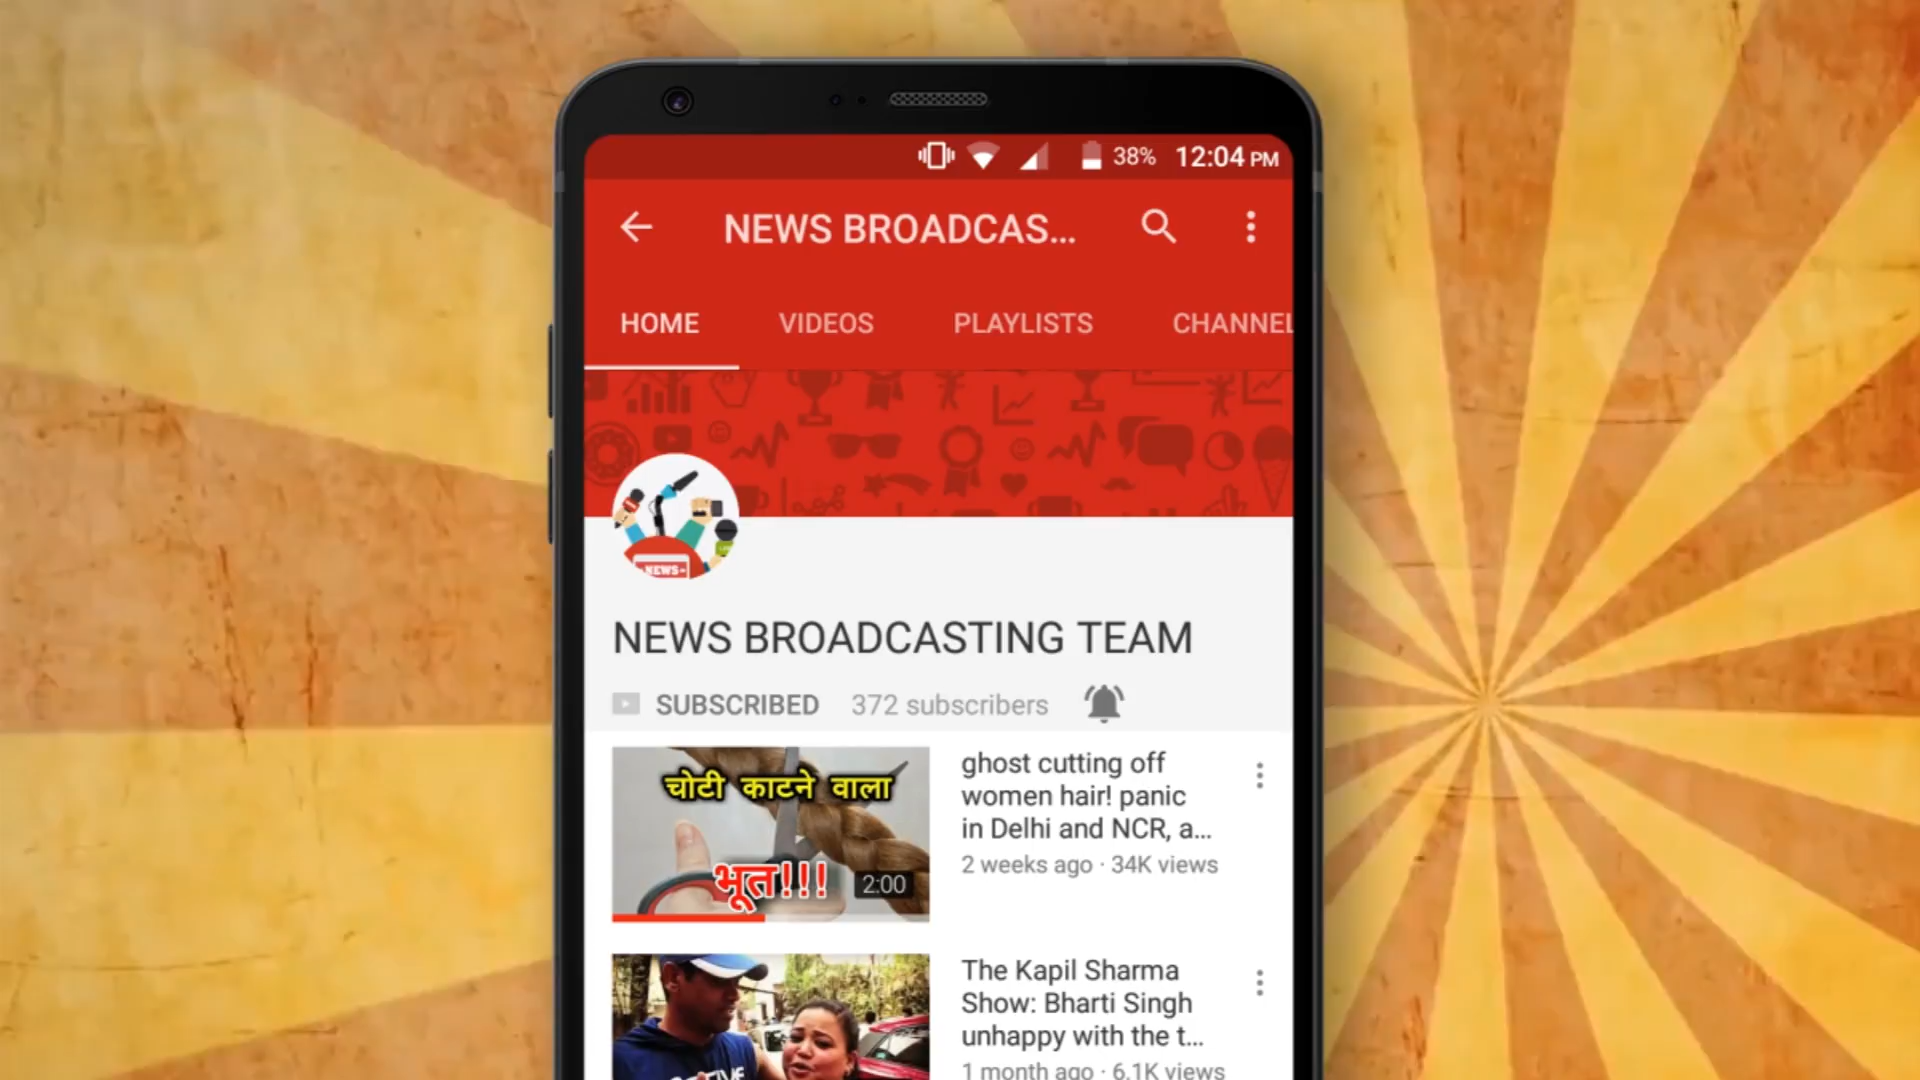 38% 12:04 PM
NEWS BROADCAS...
HOME VIDEOS PLAYLISTS CHANNEL
NEWS
NEWS BROADCASTING TEAM
SUBSCRIBED 372 subscribers
चोटी काटने वाला
भूत!!!
2:00
ghost cutting off
women hair! panic
in Delhi and NCR, a...
2 weeks ago · 34K views
The Kapil Sharma
Show: Bharti Singh
unhappy with the t...
1 month ago · 6.1K views